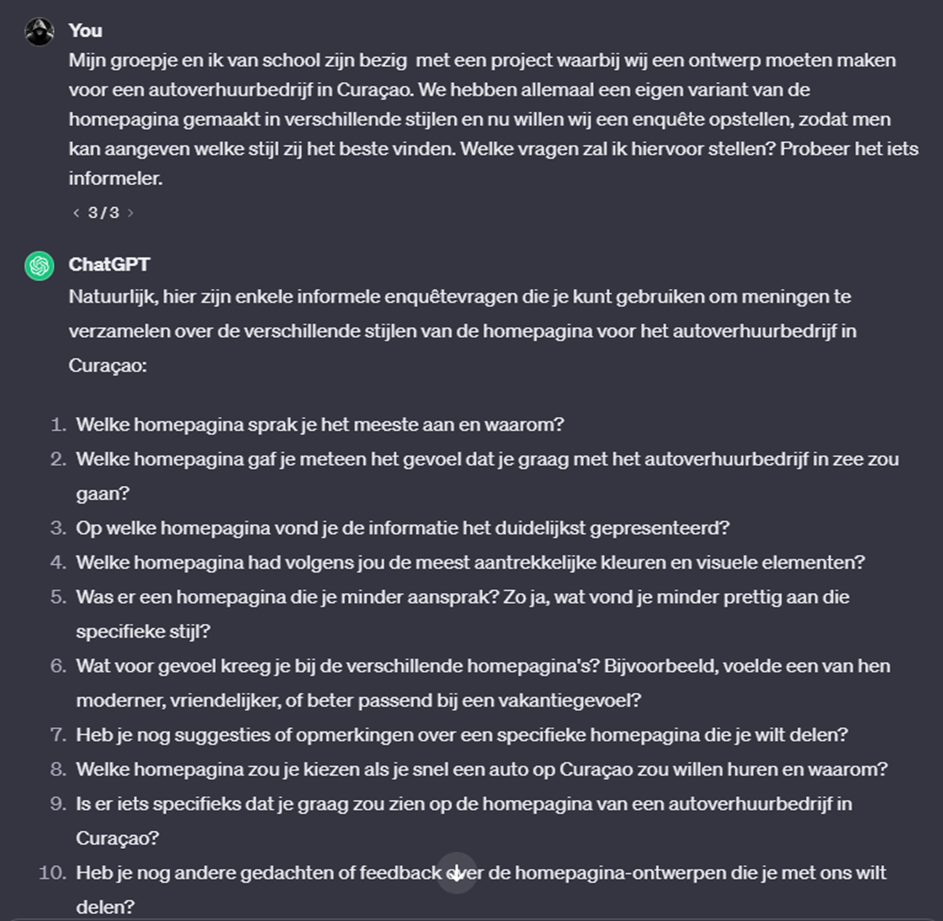 You
Mijn groepje en ik van school zijn bezig met een project waarbij wij een ontwerp moeten maken
voor een autoverhuurbedrijf in Curaçao. We hebben allemaal een eigen variant van de
homepagina gemaakt in verschillende stijlen en nu willen wij een enquête opstellen, zodat men
kan aangeven welke stijl zij het beste vinden. Welke vragen zal ik hiervoor stellen? Probeer het iets
informeler.
< 3 / 3 >
ChatGPT
Natuurlijk, hier zijn enkele informele enquêtevragen die je kunt gebruiken om meningen te
verzamelen over de verschillende stijlen van de homepagina voor het autoverhuurbedrijf in
Curaçao:
1. Welke homepagina sprak je het meeste aan en waarom?
2. Welke homepagina gaf je meteen het gevoel dat je graag met het autoverhuurbedrijf in zee zou
gaan?
3. Op welke homepagina vond je de informatie het duidelijkst gepresenteerd?
4. Welke homepagina had volgens jou de meest aantrekkelijke kleuren en visuele elementen?
5. Was er een homepagina die je minder aansprak? Zo ja, wat vond je minder prettig aan die
specifieke stijl?
6. Wat voor gevoel kreeg je bij de verschillende homepagina's? Bijvoorbeeld, voelde een van hen
moderner, vriendelijker, of beter passend bij een vakantiegevoel?
7. Heb je nog suggesties of opmerkingen over een specifieke homepagina die je wilt delen?
8. Welke homepagina zou je kiezen als je snel een auto op Curaçao zou willen huren en waarom?
9. Is er iets specifieks dat je graag zou zien op de homepagina van een autoverhuurbedrijf in
Curaçao?
10. Heb je nog andere gedachten of feedback over de homepagina-ontwerpen die je met ons wilt
delen?